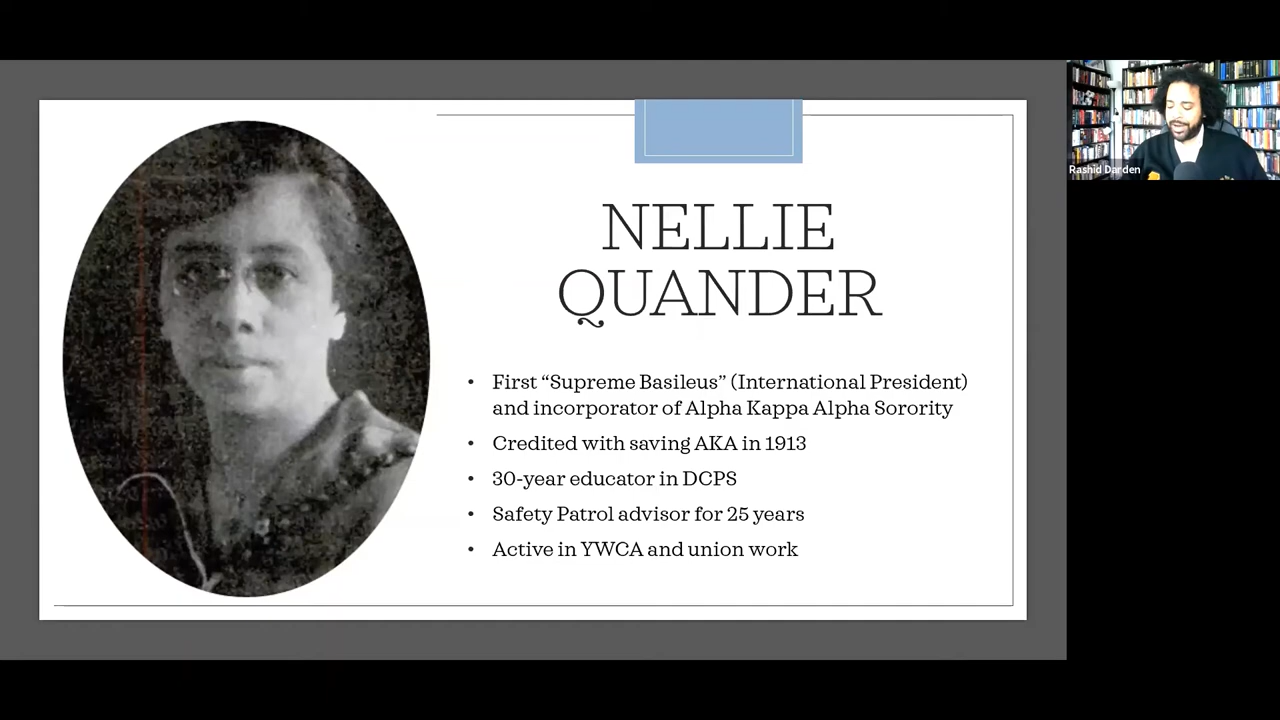 Rashid Darden
NELLIE
QUANDER
• First “Supreme Basileus” (International President)
and incorporator of Alpha Kappa Alpha Sorority
• Credited with saving AKA in 1913
• 30-year educator in DCPS
• Safety Patrol advisor for 25 years
• Active in YWCA and union work